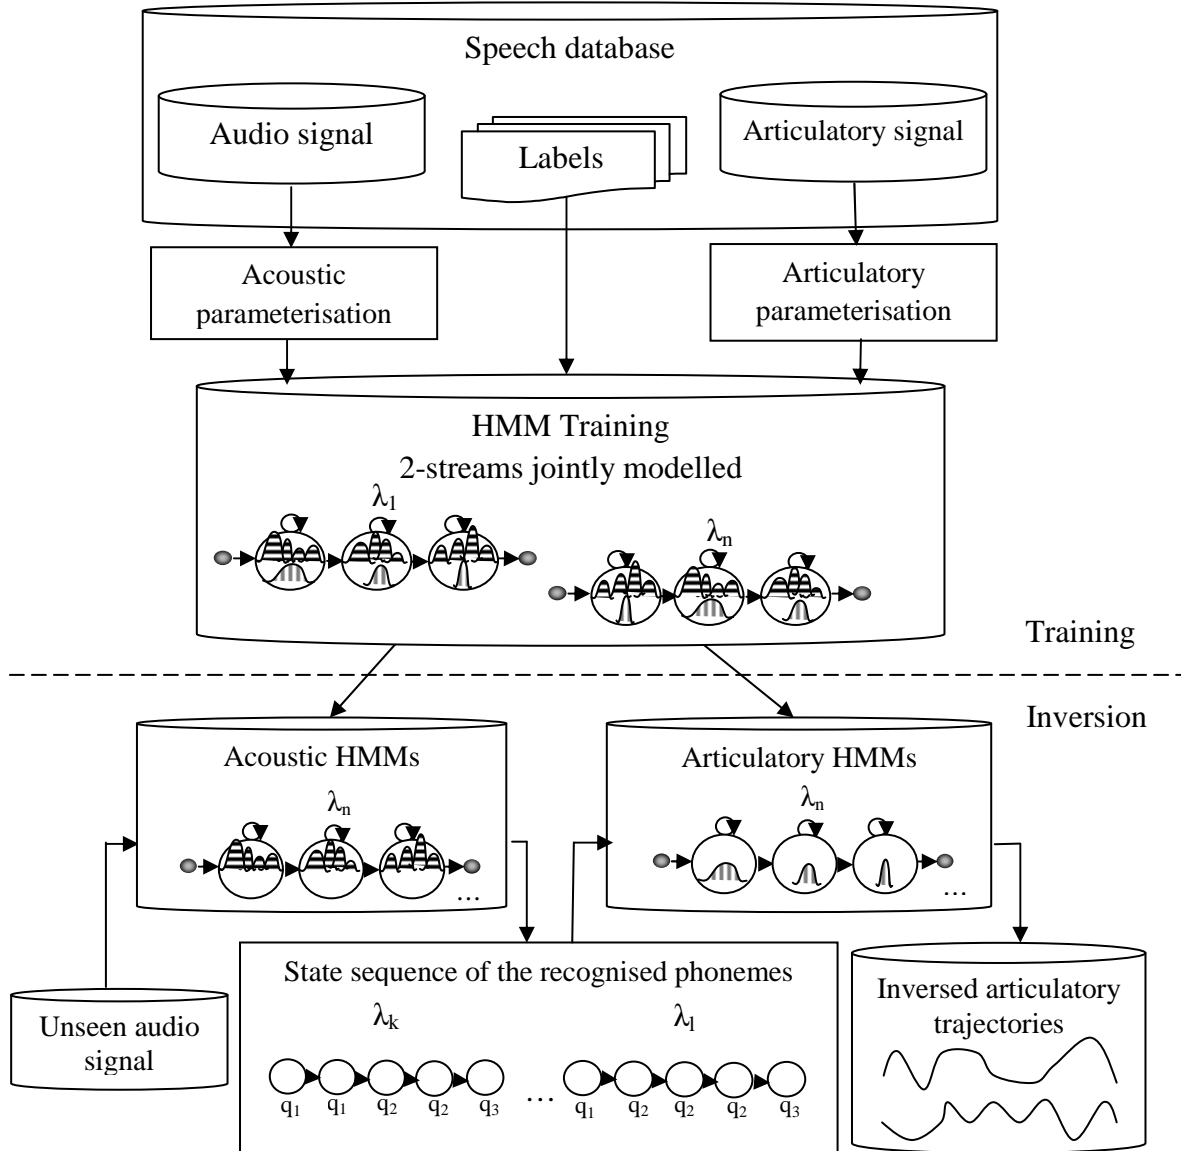 Speech database
Audio signal
Labels
Articulatory signal
Acoustic
parameterisation
Articulatory
parameterisation
HMM Training
2-streams jointly modelled
λ1
λn
Training
Inversion
Acoustic HMMs
λn
…
Articulatory HMMs
λn
…
State sequence of the recognised phonemes
λk λl
q1 q1 q2 q2 q3 … q1 q2 q2 q2 q3
Unseen audio
signal
Inversed articulatory
trajectories